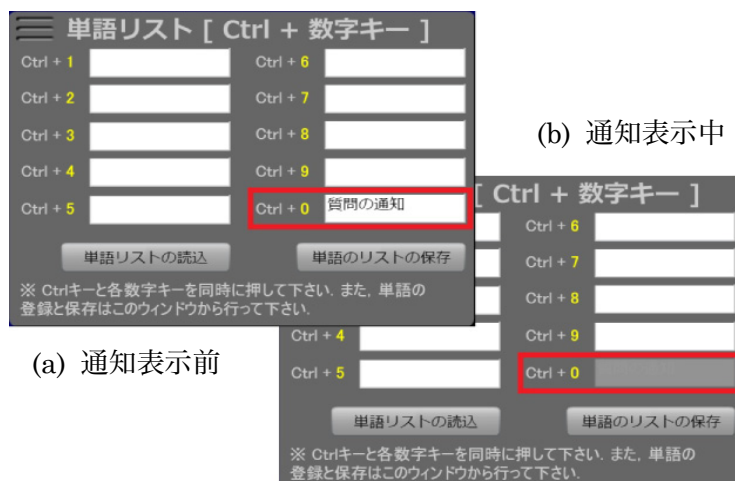 単語リスト [ Ctrl + 数字キー ]
Ctrl + 1
Ctrl + 6
Ctrl + 2
Ctrl + 7
Ctrl + 3
Ctrl + 8
Ctrl + 4
Ctrl + 9
Ctrl + 5
Ctrl + 0 質問の通知
単語リストの読込
単語のリストの保存
※ Ctrlキーと各数字キーを同時に押して下さい. また, 単語の
登録と保存はこのウィンドウから行って下さい.
(a) 通知表示前
(b) 通知表示中
[ Ctrl + 数字キー ]
Ctrl + 6
Ctrl + 7
Ctrl + 8
Ctrl + 4
Ctrl + 9
Ctrl + 5
Ctrl + 0
単語リストの読込
単語のリストの保存
※ Ctrlキーと各数字キーを同時に押して下さい. また, 単語の
登録と保存はこのウィンドウから行って下さい.